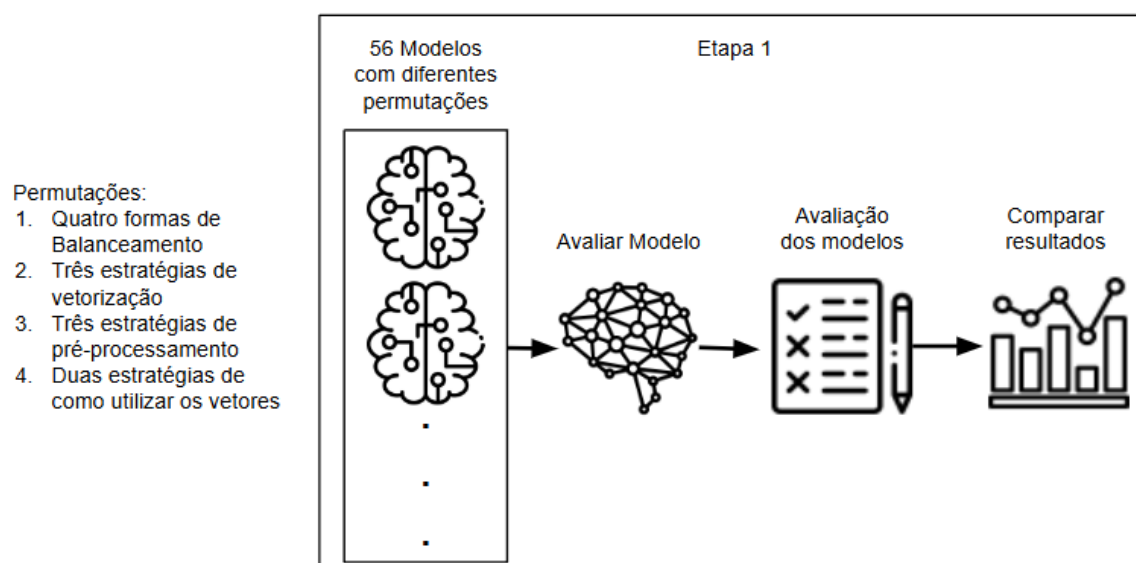 56 Modelos
com diferentes
permutações
Etapa 1
Permutações:
1. Quatro formas de
Balanceamento
2. Três estratégias de
vetorização
3. Três estratégias de
pré-processamento
4. Duas estratégias de
como utilizar os vetores
Avaliar Modelo
Avaliação
dos modelos
Comparar
resultados